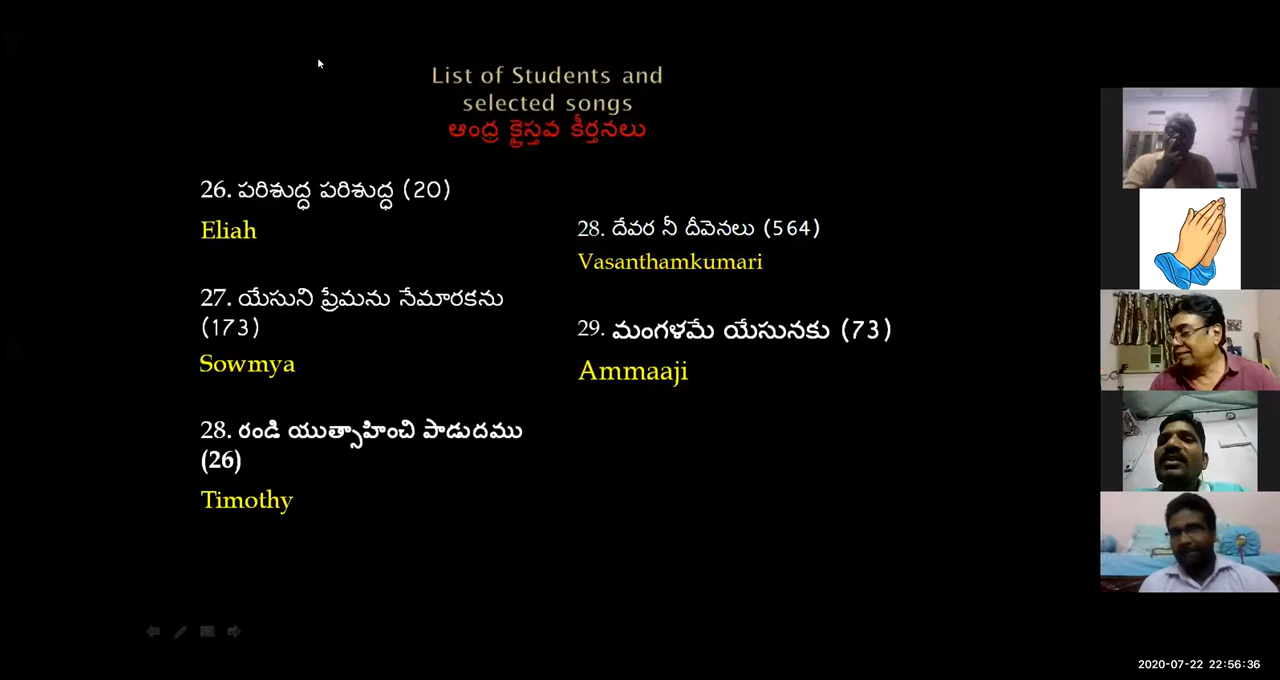 List of Students and
selected songs
ఆంధ్ర క్రైస్తవ కీర్తనలు
26. పరిశుద్ధ పరిశుద్ధ (20)
Eliah
27. యేసుని ప్రేమను నేమారకను
(173)
Sowmya
28. రండి యుత్సాహించి పాడుదము
(26)
Timothy
28. దేవర నీ దీవెనలు (564)
Vasanthamkumari
29. మంగళమే యేసునకు (73)
Ammaaji
2020-07-22 22:56:36